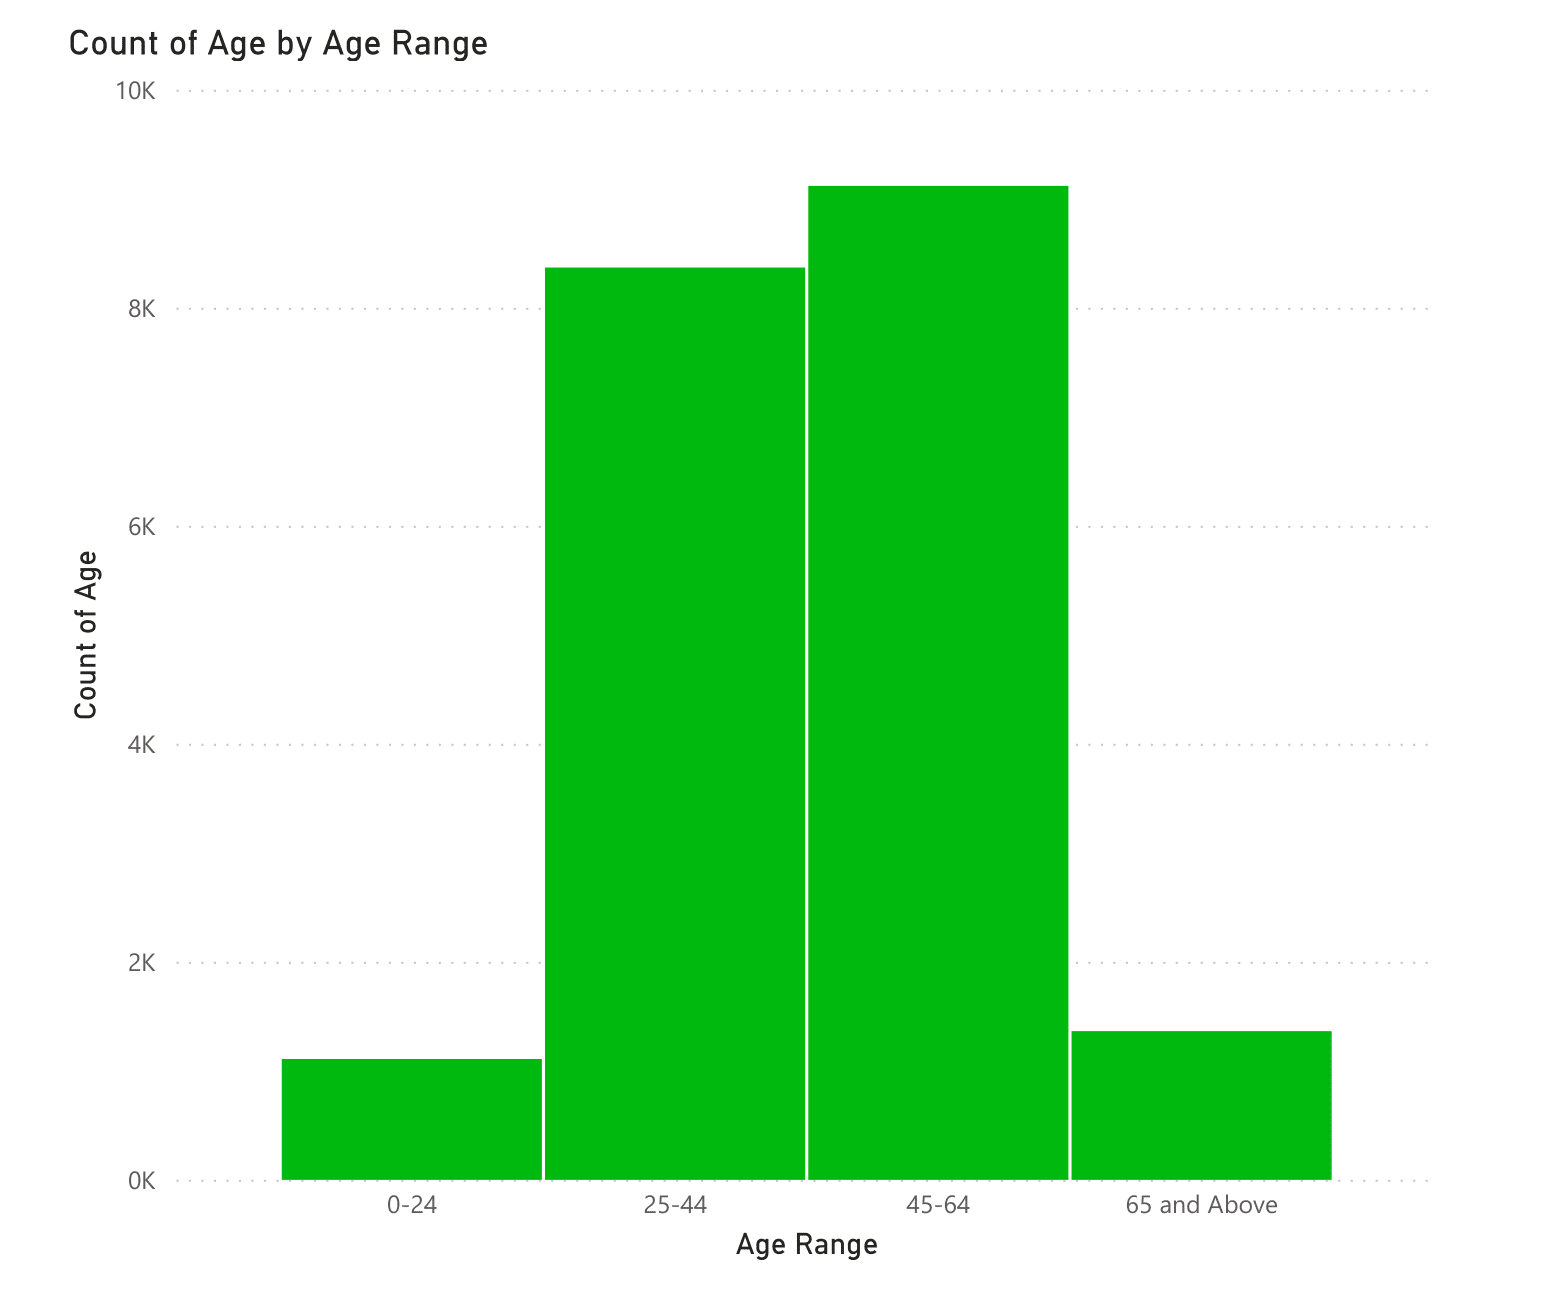 Count of Age by Age Range
10K
8K
6K
4K
2K
0K
Count of Age
0-24 25-44 45-64 65 and Above
Age Range